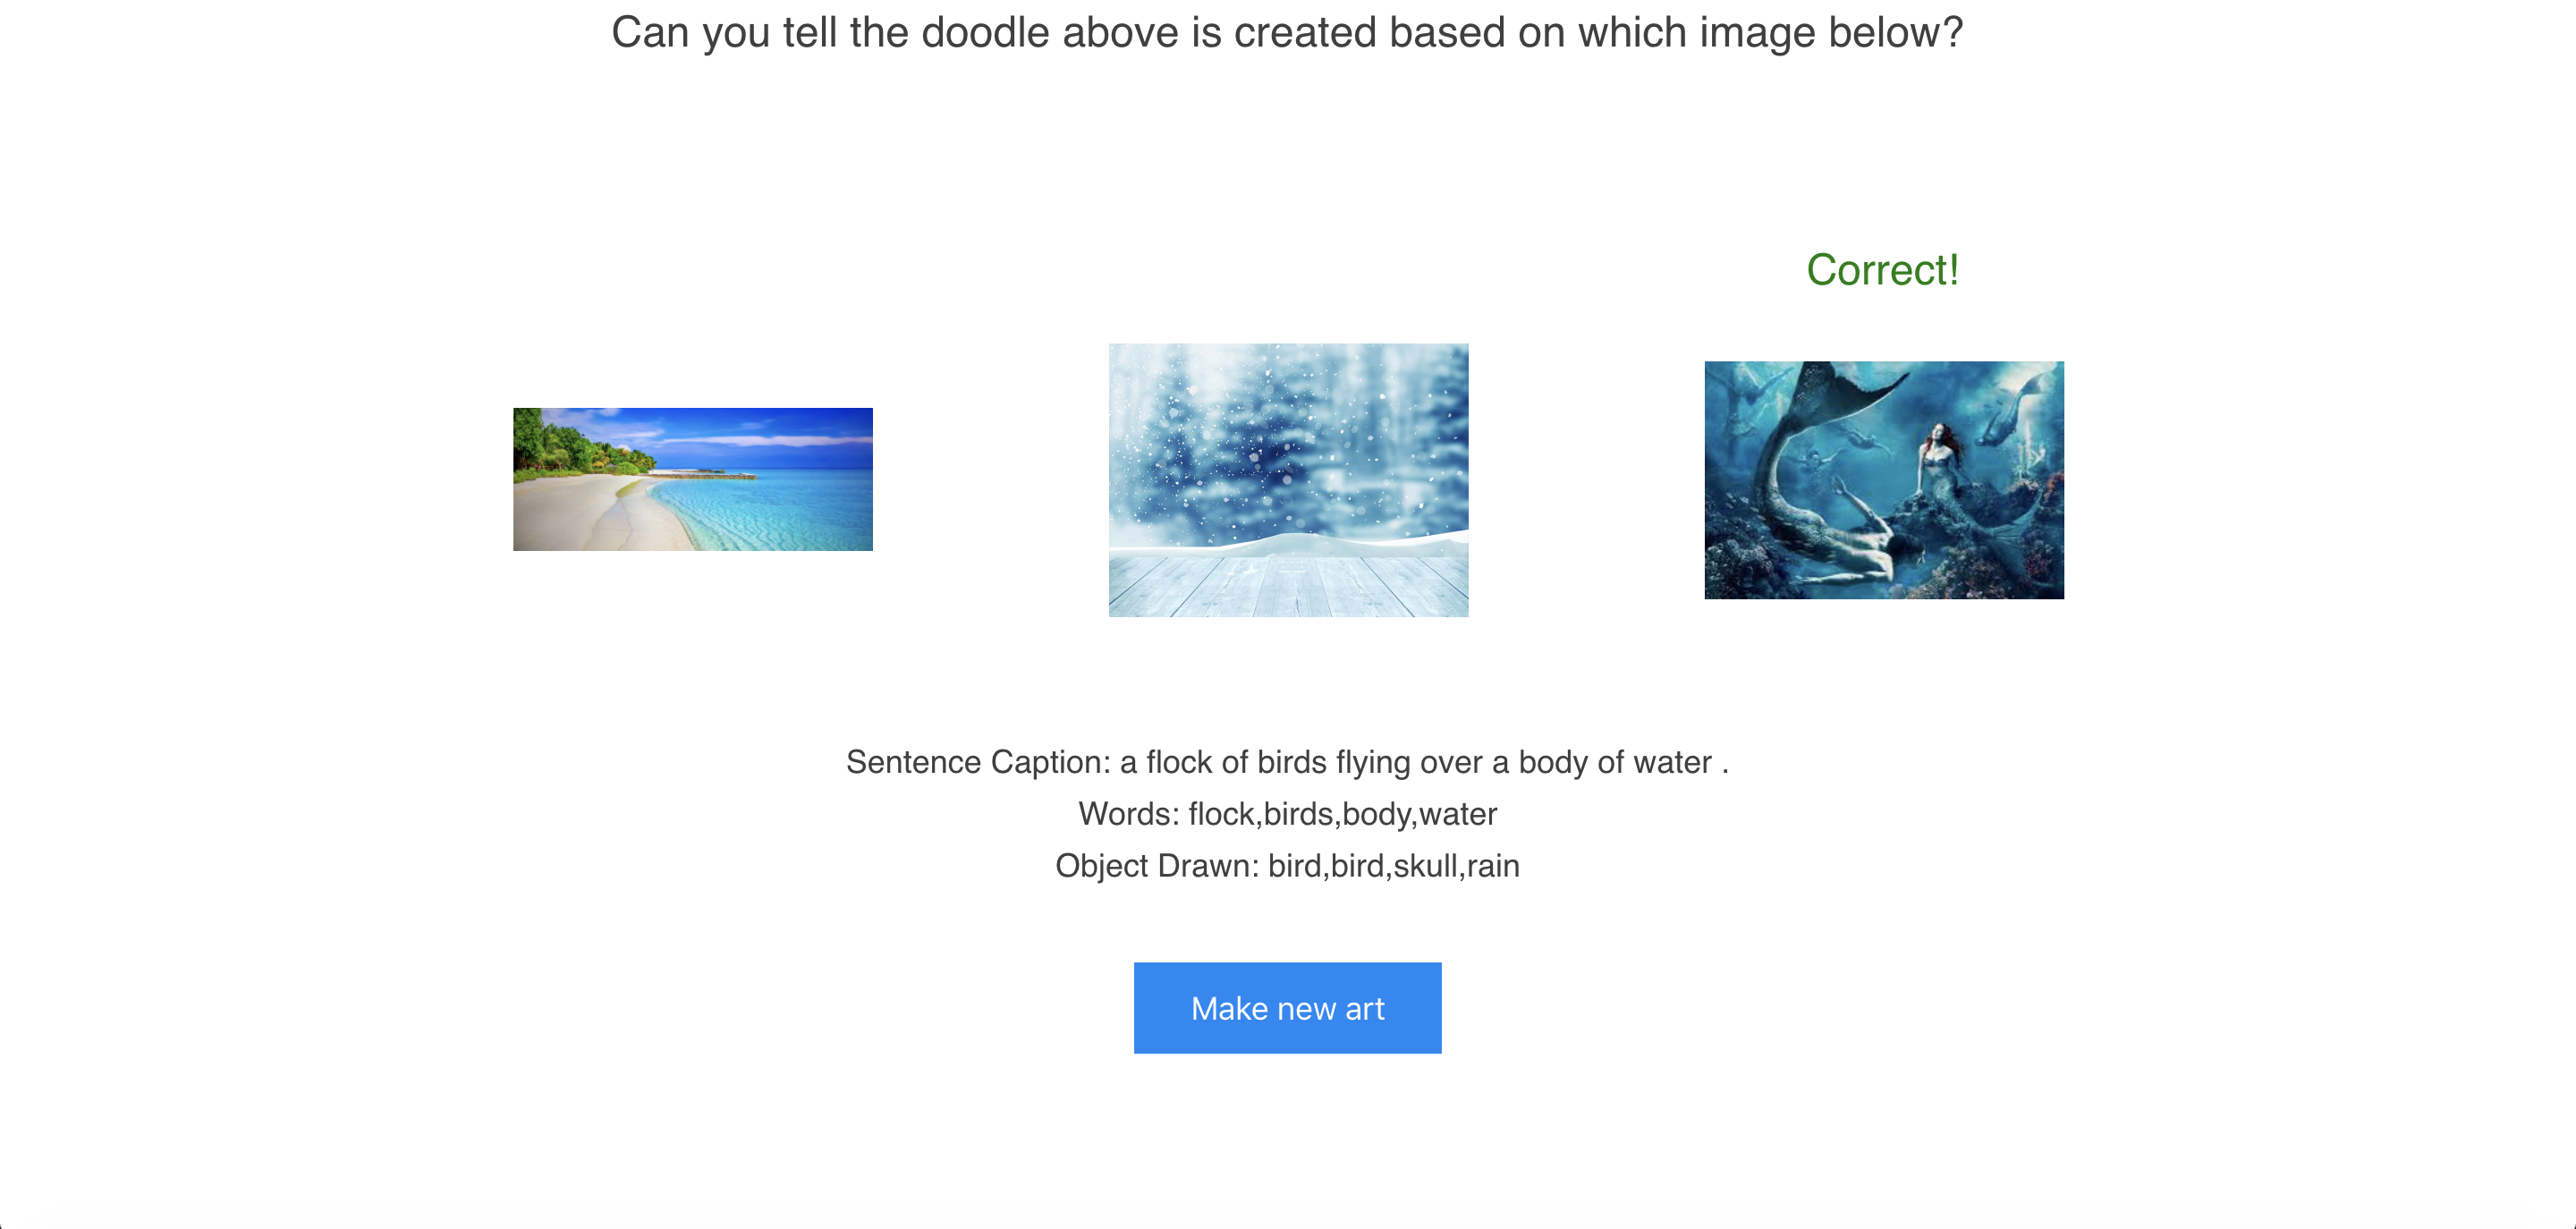 Can you tell the doodle above is created based on which image below?
Correct!
Sentence Caption: a flock of birds flying over a body of water .
Words: flock,birds,body,water
Object Drawn: bird,bird,skull,rain
Make new art